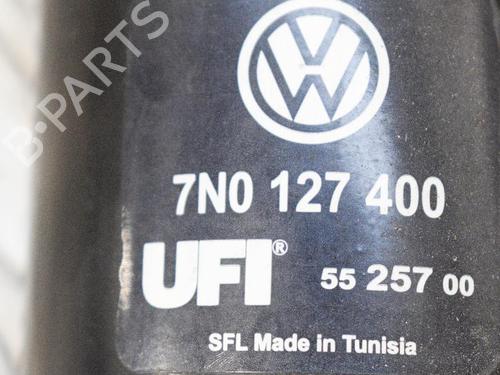 B-PARTS
7N0 127 400
UFI® 55 257 00
SFL Made in Tunisia